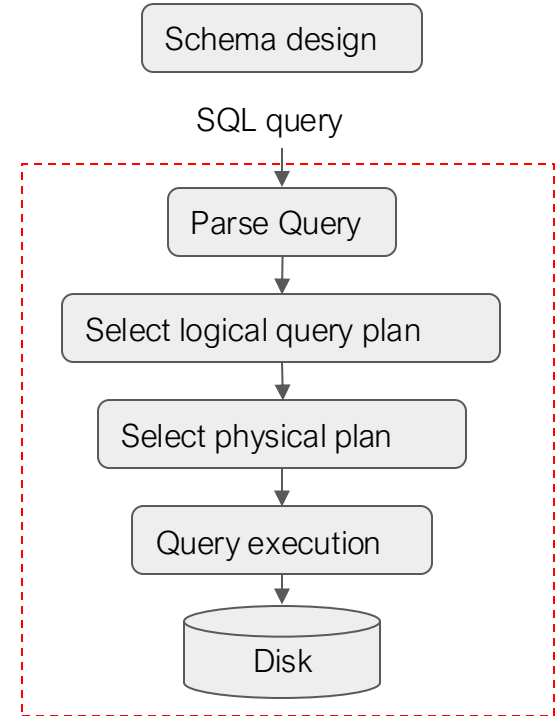 Schema design
SQL query
Parse Query
Select logical query plan
Select physical plan
Query execution
Disk